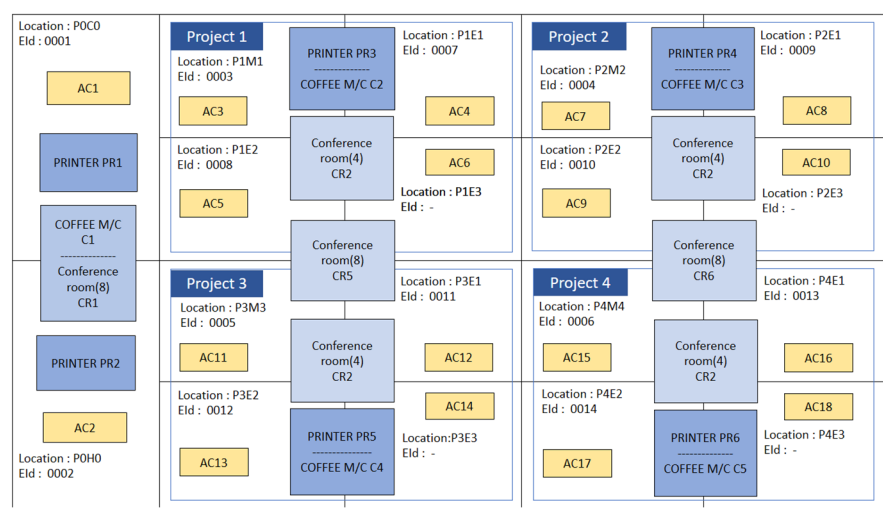 Location : P0C0
EId : 0001
AC1
PRINTER PR1
COFFEE M/C
C1
--------------
Conference
room(8)
CR1
PRINTER PR2
AC2
Location : P0H0
EId : 0002
Project 1
Location : P1M1
EId : 0003
AC3
PRINTER PR3
--------------
COFFEE M/C C2
Location : P1E1
EId : 0007
AC4
Location : P1E2
EId : 0008
AC5
Conference
room(4)
CR2
AC6
Location : P1E3
EId : -
Conference
room(8)
CR5
Project 2
Location : P2M2
EId : 0004
AC7
PRINTER PR4
--------------
COFFEE M/C C3
Location : P2E1
EId : 0009
AC8
Location : P2E2
EId : 0010
AC9
Conference
room(4)
CR2
AC10
Location : P2E3
EId : -
Conference
room(8)
CR6
Project 3
Location : P3M3
EId : 0005
AC11
Conference
room(4)
CR2
Location : P3E1
EId : 0011
AC12
Location : P3E2
EId : 0012
AC13
PRINTER PR5
--------------
COFFEE M/C C4
AC14
Location:P3E3
EId : -
Project 4
Location : P4M4
EId : 0006
AC15
Conference
room(4)
CR2
Location : P4E1
EId : 0013
AC16
Location : P4E2
EId : 0014
AC17
PRINTER PR6
--------------
COFFEE M/C C5
AC18
Location : P4E3
EId : -